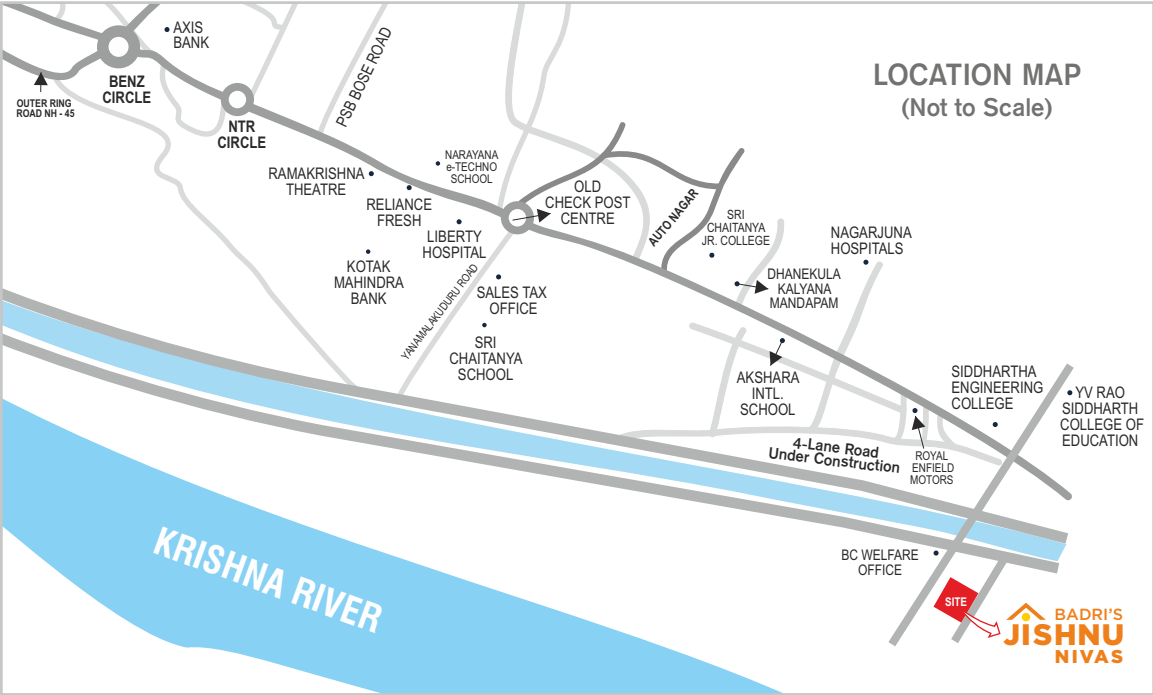 AXIS
BANK
BENZ
CIRCLE
OUTER RING
ROAD NH - 45
NTR
CIRCLE
PSB BOSE ROAD
LOCATION MAP
(Not to Scale)
RAMAKRISHNA
THEATRE
NARAYANA
e-TECHNO
SCHOOL
RELIANCE
FRESH
LIBERTY
HOSPITAL
OLD
CHECK POST
CENTRE
AUTO NAGAR
SRI
CHAITANYA
JR. COLLEGE
NAGARJUNA
HOSPITALS
KOTAK
MAHINDRA
BANK
YANAMALAKUDURU ROAD
SALES TAX
OFFICE
DHANEKULA
KALYANA
MANDAPAM
SRI
CHAITANYA
SCHOOL
AKSHARA
INTL.
SCHOOL
SIDDHARTHA
ENGINEERING
COLLEGE
YV RAO
SIDDHARTH
COLLEGE OF
EDUCATION
4-Lane Road
Under Construction
ROYAL
ENFIELD
MOTORS
KRISHNA RIVER
BC WELFARE
OFFICE
SITE
BADRI'S
JISHNU
NIVAS